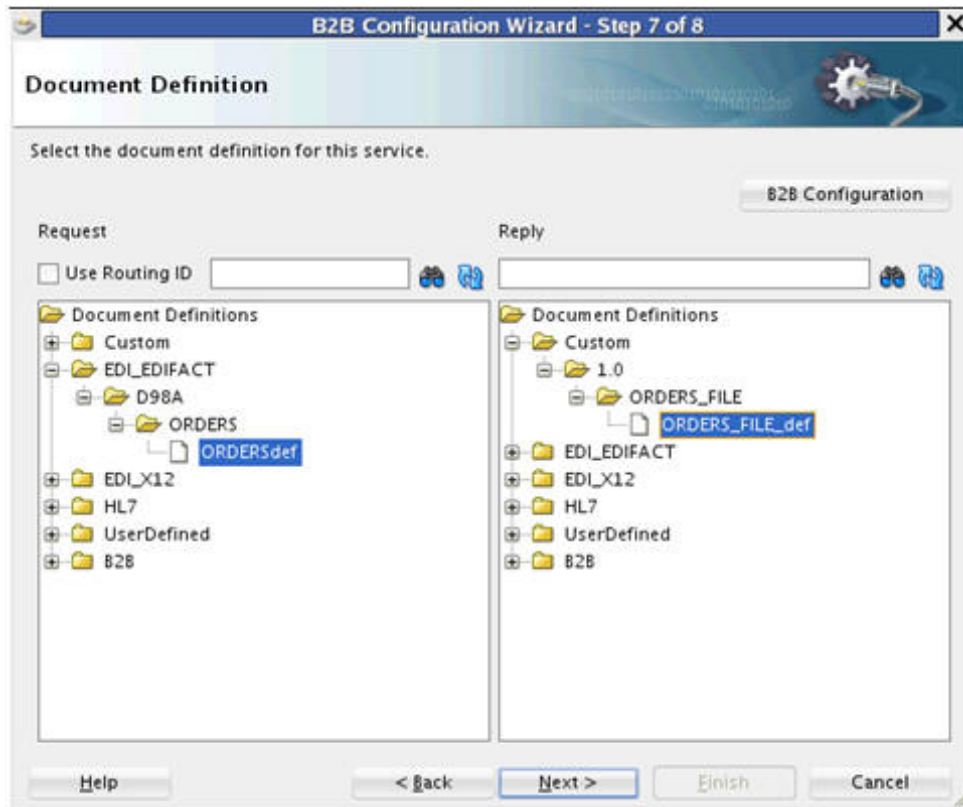 B2B Configuration Wizard - Step 7 of 8
Document Definition
Select the document definition for this service.
B2B Configuration
Request
Reply
Use Routing ID
Document Definitions
Custom
EDI_EDIFACT
D98A
ORDERS
ORDERSdef
EDI_X12
HL7
UserDefined
B2B
Document Definitions
Custom
1.0
ORDERS_FILE
ORDERS_FILE_def
EDI_EDIFACT
EDI_X12
HL7
UserDefined
B2B
Help
< Back
Next >
Finish
Cancel